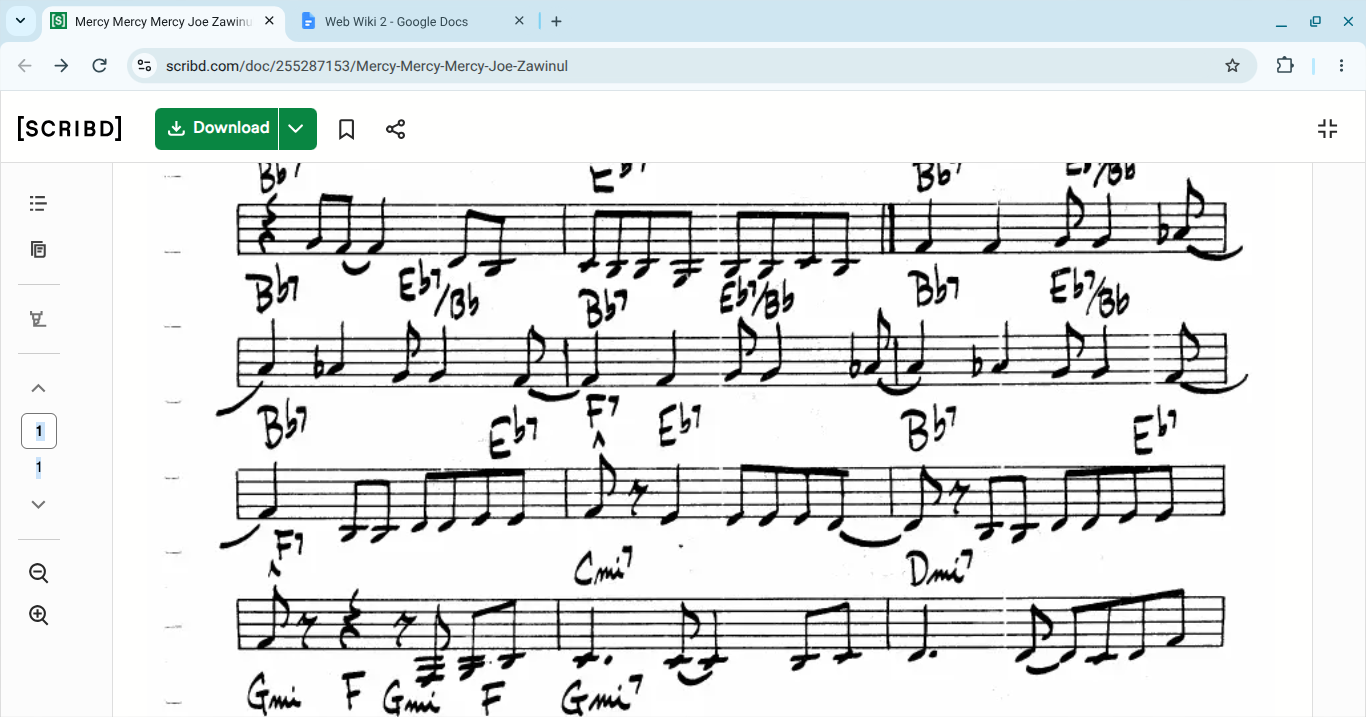 Mercy Mercy Mercy Joe Zawinu
Web Wiki 2 - Google Docs
scribd.com/doc/255287153/Mercy-Mercy-Mercy-Joe-Zawinul
[SCRIBD] Download
1
1
Bb7 Eb7 Bb7 Eb/Bb
Bb7 Eb7/Bb Bb7 Eb7/Bb Bb7 Eb7/Bb
Bb7 Eb7 F7 Eb7 Bb7 Eb7
F7 Cmi7 Dmi7
Gmi F Gmi F Gmi7